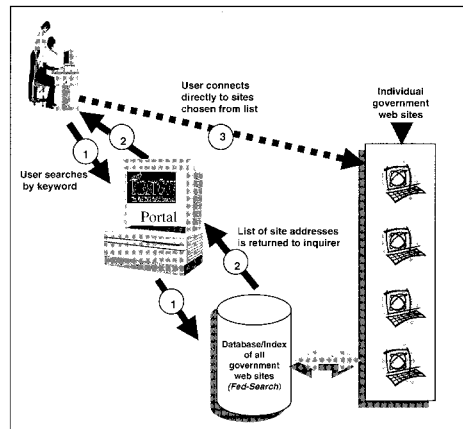 User connects
directly to sites
chosen from list
Individual
government
web sites
3
2
1
User searches
by keyword
Portal
List of site addresses
is returned to inquirer
2
1
Database/Index
of all
government
web sites
(Fed-Search)